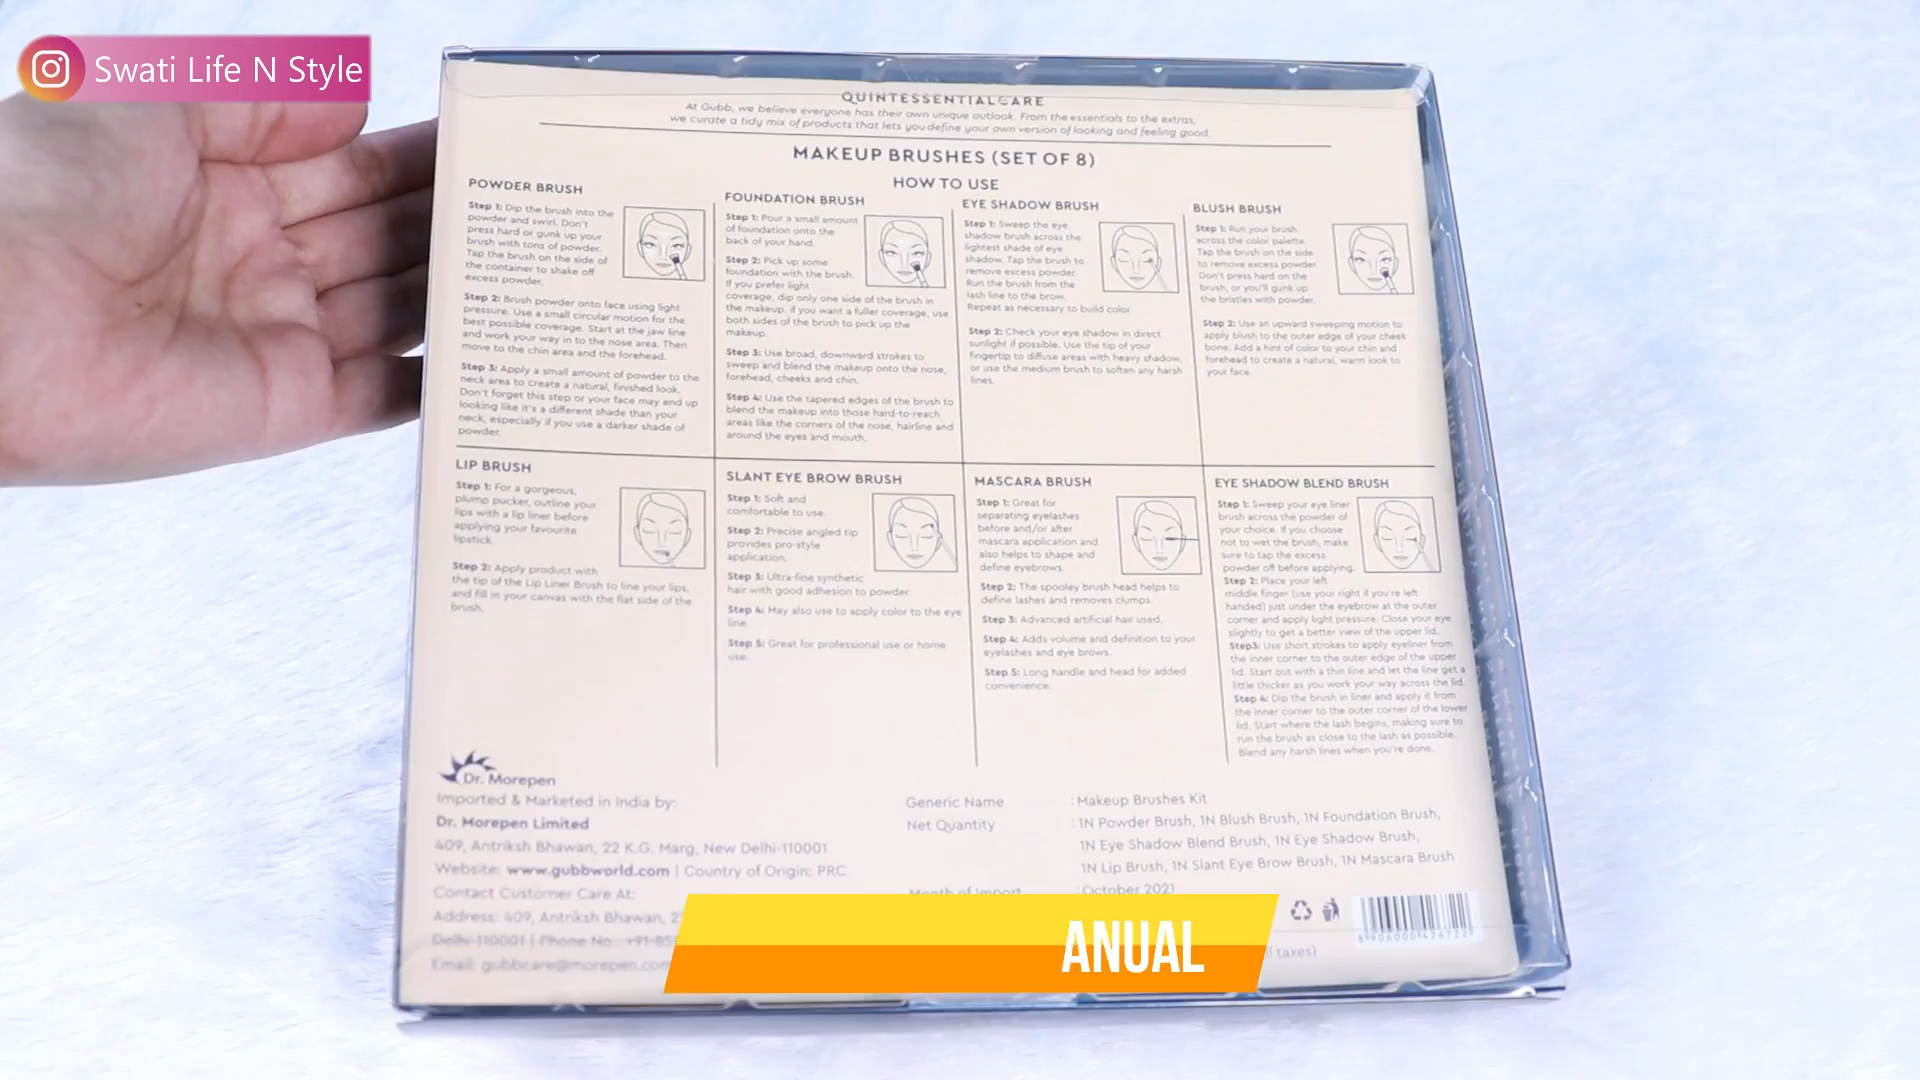 Swati Life N Style
QUINTESSENTIALCARE
At Gubb, we believe everyone has their own unique outlook. From the essentials to the extras,
we curate a tidy mix of products that lets you define your own version of looking and feeling good.
MAKEUP BRUSHES (SET OF 8)
HOW TO USE
POWDER BRUSH
Step 1: Dip the brush into the
powder and swirl. Don't
press hard or gunk up your
brush with tons of powder.
Tap the brush on the side of
the container to shake off
excess powder.
Step 2: Brush powder onto face using light
pressure. Use a small circular motion for the
best possible coverage. Start at the jaw line
and work your way in to the nose area. Then
move to the chin area and the forehead.
Step 3: Apply a small amount of powder to the
neck area to create a natural, finished look.
Don't forget this step or your face may end up
looking like it's a different shade than your
neck, especially if you use a darker shade of
powder.
FOUNDATION BRUSH
Step 1: Pour a small amount
of foundation onto the
back of your hand.
Step 2: Pick up some
foundation with the brush.
If you prefer light
coverage, dip only one side of the brush in
the makeup. if you want a fuller coverage, use
both sides of the brush to pick up the
makeup.
Step 3: Use broad, downward strokes to
sweep and blend the makeup onto the nose,
forehead, cheeks and chin.
Step 4: Use the tapered edges of the brush to
blend the makeup into those hard-to-reach
areas like the corners of the nose, hairline and
around the eyes and mouth.
EYE SHADOW BRUSH
Step 1: Sweep the eye
shadow brush across the
lightest shade of eye
shadow. Tap the brush to
remove excess powder.
Run the brush from the
lash line to the brow.
Repeat as necessary to build color
Step 2: Check your eye shadow in direct
sunlight if possible. Use the tip of your
fingertip to diffuse areas with heavy shadow,
or use the medium brush to soften any harsh
lines.
BLUSH BRUSH
Step 1: Run your brush
across the color palette.
Tap the brush on the side
to remove excess powder.
Don't press hard on the
brush, or you'll gunk up
the bristles with powder.
Step 2: Use an upward sweeping motion to
apply blush to the outer edge of your cheek
bone. Add a hint of color to your chin and
forehead to create a natural, warm look to
your face.
LIP BRUSH
Step 1: For a gorgeous,
plump pucker, outline your
lips with a lip liner before
applying your favourite
lipstick.
Step 2: Apply product with
the tip of the Lip Liner Brush to line your lips,
and fill in your canvas with the flat side of the
brush.
SLANT EYE BROW BRUSH
Step 1: Soft and
comfortable to use.
Step 2: Precise angled tip
provides pro-style
application.
Step 3: Ultra-fine synthetic
hair with good adhesion to powder.
Step 4: May also use to apply color to the eye
line.
Step 5: Great for professional use or home
use.
MASCARA BRUSH
Step 1: Great for
separating eyelashes
before and/or after
mascara application and
also helps to shape and
define eyebrows.
Step 2: The spooley brush head helps to
define lashes and removes clumps.
Step 3: Advanced artificial hair used.
Step 4: Adds volume and definition to your
eyelashes and eye brows.
Step 5: Long handle and head for added
convenience.
EYE SHADOW BLEND BRUSH
Step 1: Sweep your eye liner
brush across the powder of
your choice. If you choose
not to wet the brush, make
sure to tap the excess
powder off before applying.
Step 2: Place your left
middle finger (use your right if you're left
handed) just under the eyebrow at the outer
corner and apply light pressure. Close your eye
slightly to get a better view of the upper lid.
Step3: Use short strokes to apply eyeliner from
the inner corner to the outer edge of the upper
lid. Start out with a thin line and let the line get a
little thicker as you work your way across the lid.
Step 4: Dip the brush in liner and apply it from
the inner corner to the outer corner of the lower
lid. Start where the lash begins, making sure to
run the brush as close to the lash as possible.
Blend any harsh lines when you're done.
Dr. Morepen
Imported & Marketed in India by:
Dr. Morepen Limited
409, Antriksh Bhawan, 22 K.G. Marg, New Delhi-110001
Website: www.gubbworld.com | Country of Origin: PRC
Contact Customer Care At:
Address: 409, Antriksh Bhawan, 2
Delhi-110001 | Phone No.: +91-85
Email: gubbcare@morepen.com
Generic Name : Makeup Brushes Kit
Net Quantity : 1N Powder Brush, 1N Blush Brush, 1N Foundation Brush,
1N Eye Shadow Blend Brush, 1N Eye Shadow Brush,
1N Lip Brush, 1N Slant Eye Brow Brush, 1N Mascara Brush
Month of Import : October 2021
taxes)
ANUAL